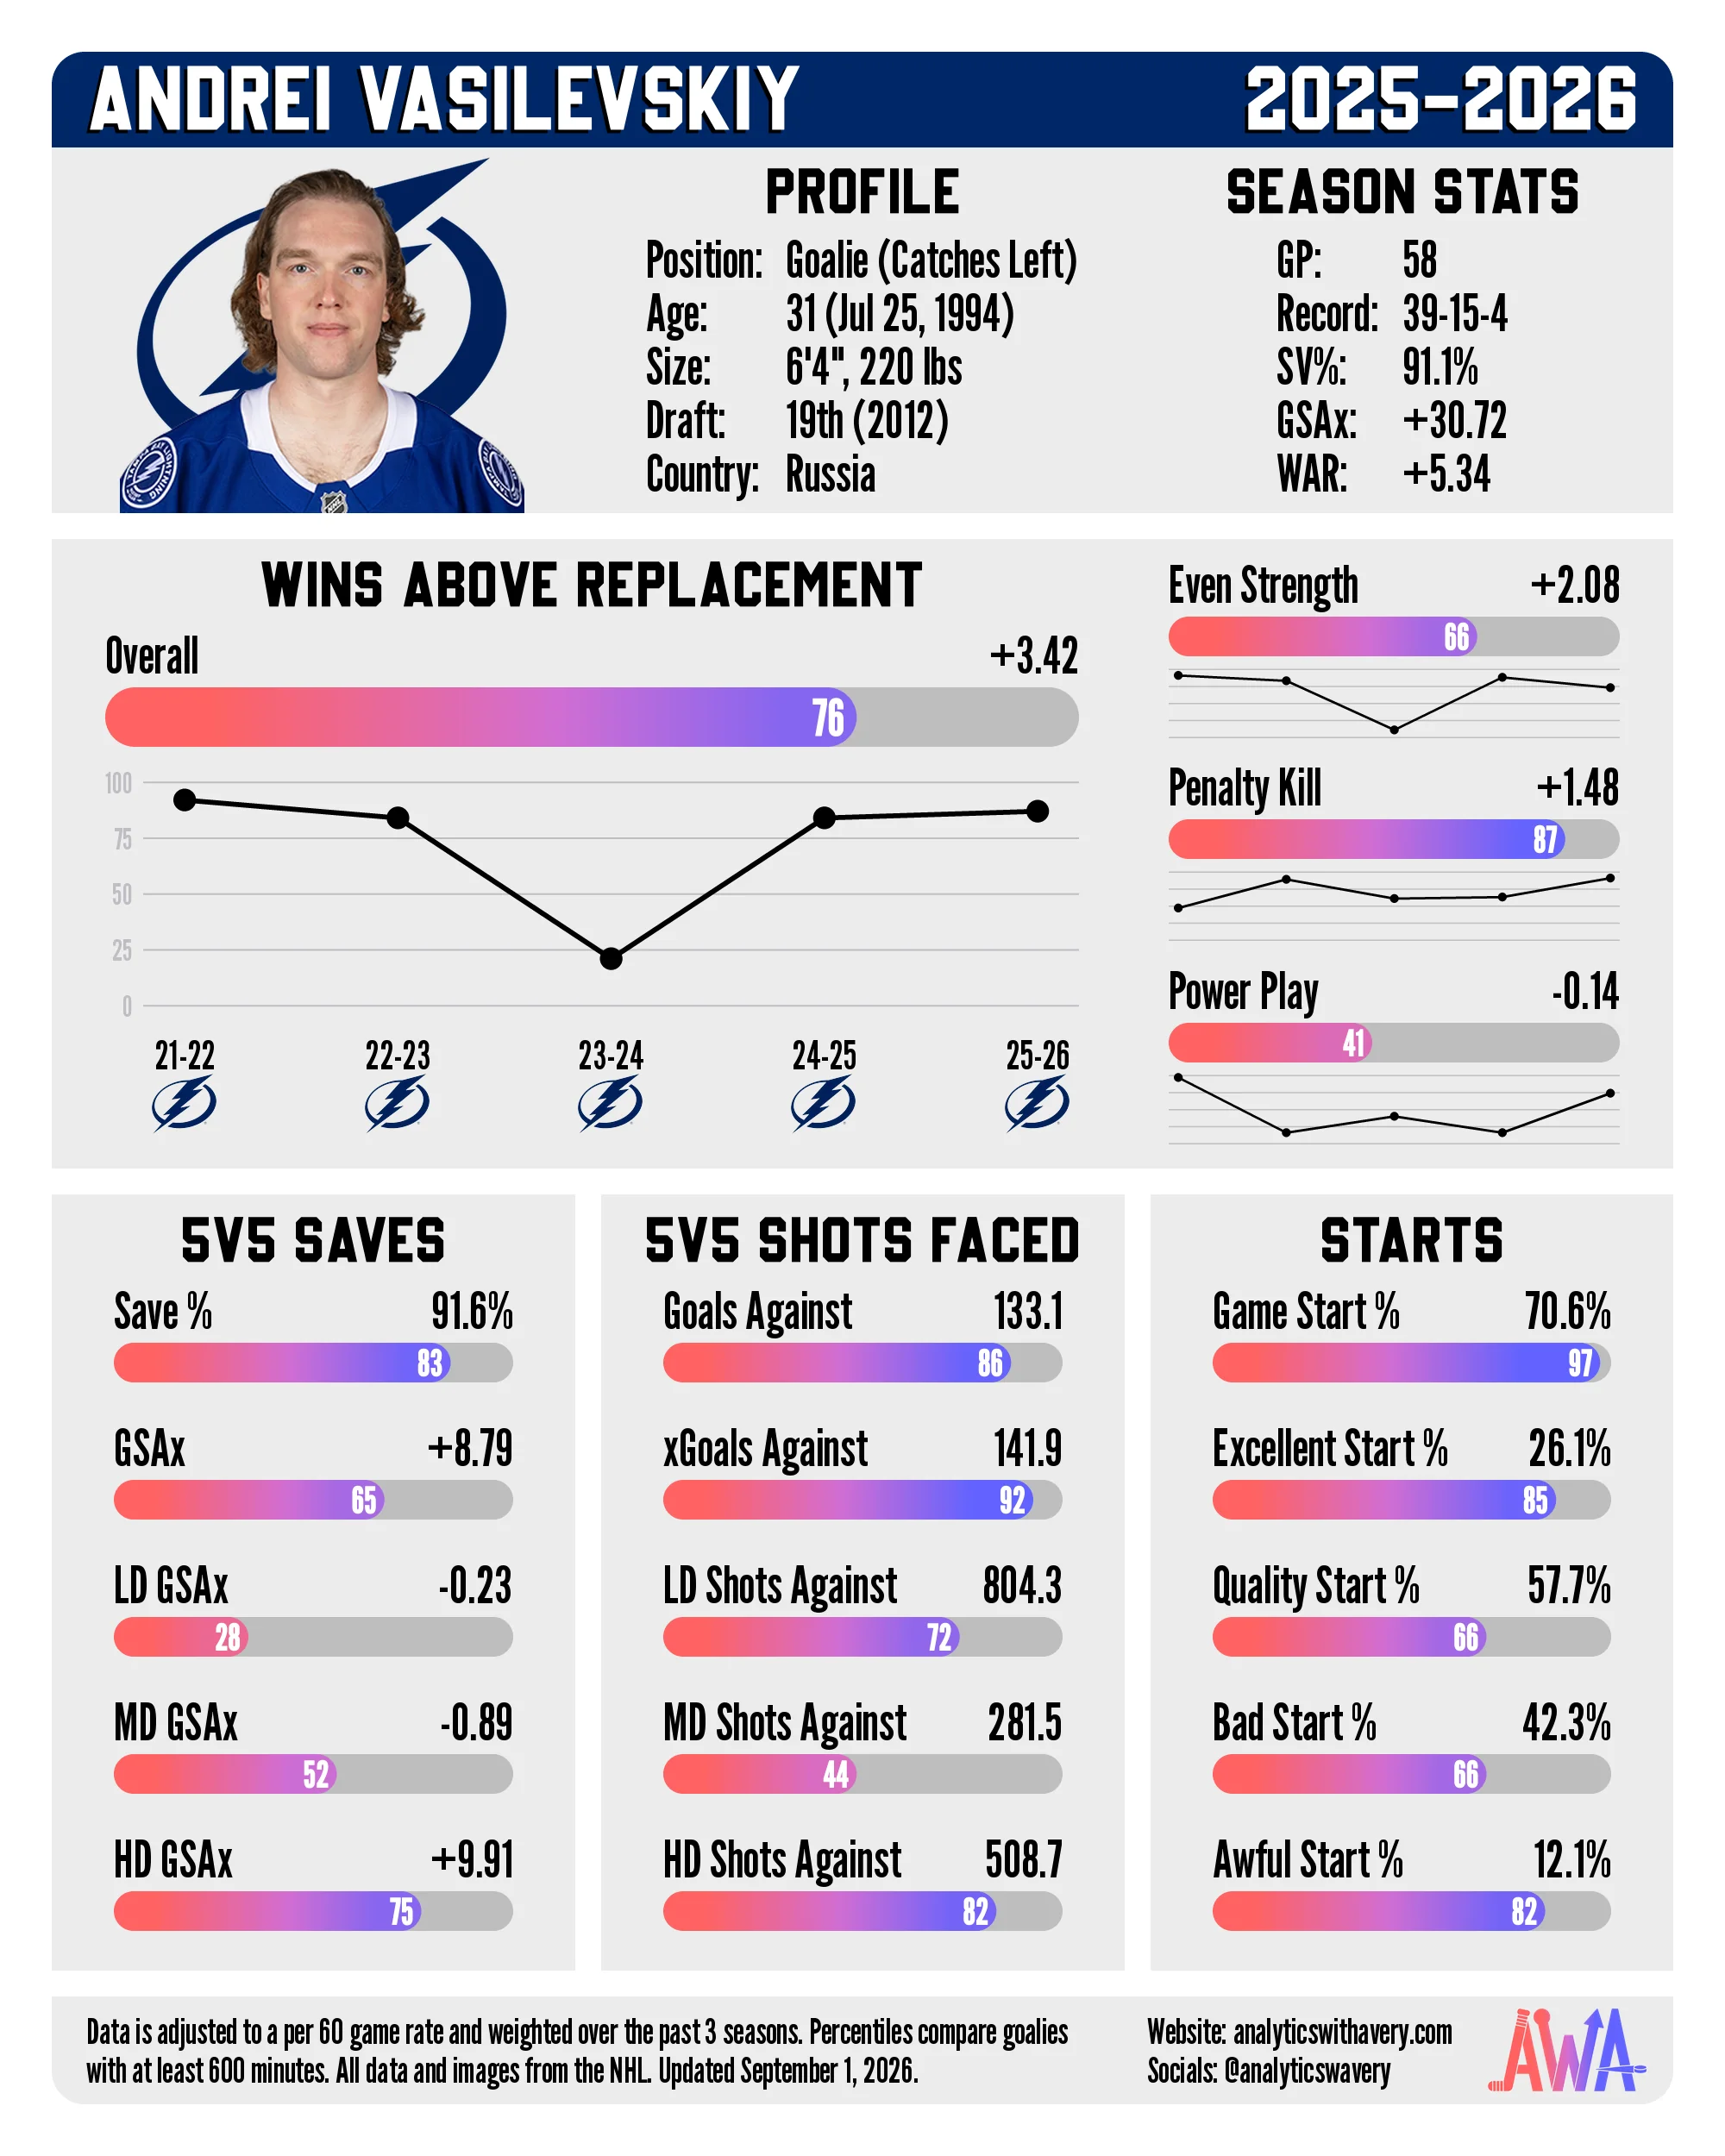 ANDREI VASILEVSKIY 2025-2026
PROFILE
Position: Goalie (Catches Left)
Age: 31 (Jul 25, 1994)
Size: 6'4", 220 lbs
Draft: 19th (2012)
Country: Russia
SEASON STATS
GP: 58
Record: 39-15-4
SV%: 91.1%
GSAx: +30.72
WAR: +5.34
WINS ABOVE REPLACEMENT
Overall +3.42
76
100
75
50
25
0
21-22 22-23 23-24 24-25 25-26
Even Strength +2.08
66
Penalty Kill +1.48
87
Power Play -0.14
41
5V5 SAVES
Save % 91.6%
83
GSAx +8.79
65
LD GSAx -0.23
28
MD GSAx -0.89
52
HD GSAx +9.91
75
5V5 SHOTS FACED
Goals Against 133.1
86
xGoals Against 141.9
92
LD Shots Against 804.3
72
MD Shots Against 281.5
44
HD Shots Against 508.7
82
STARTS
Game Start % 70.6%
97
Excellent Start % 26.1%
85
Quality Start % 57.7%
66
Bad Start % 42.3%
66
Awful Start % 12.1%
82
Data is adjusted to a per 60 game rate and weighted over the past 3 seasons. Percentiles compare goalies
with at least 600 minutes. All data and images from the NHL. Updated September 1, 2026.
Website: analyticswithavery.com
Socials: @analyticswavery
AWA